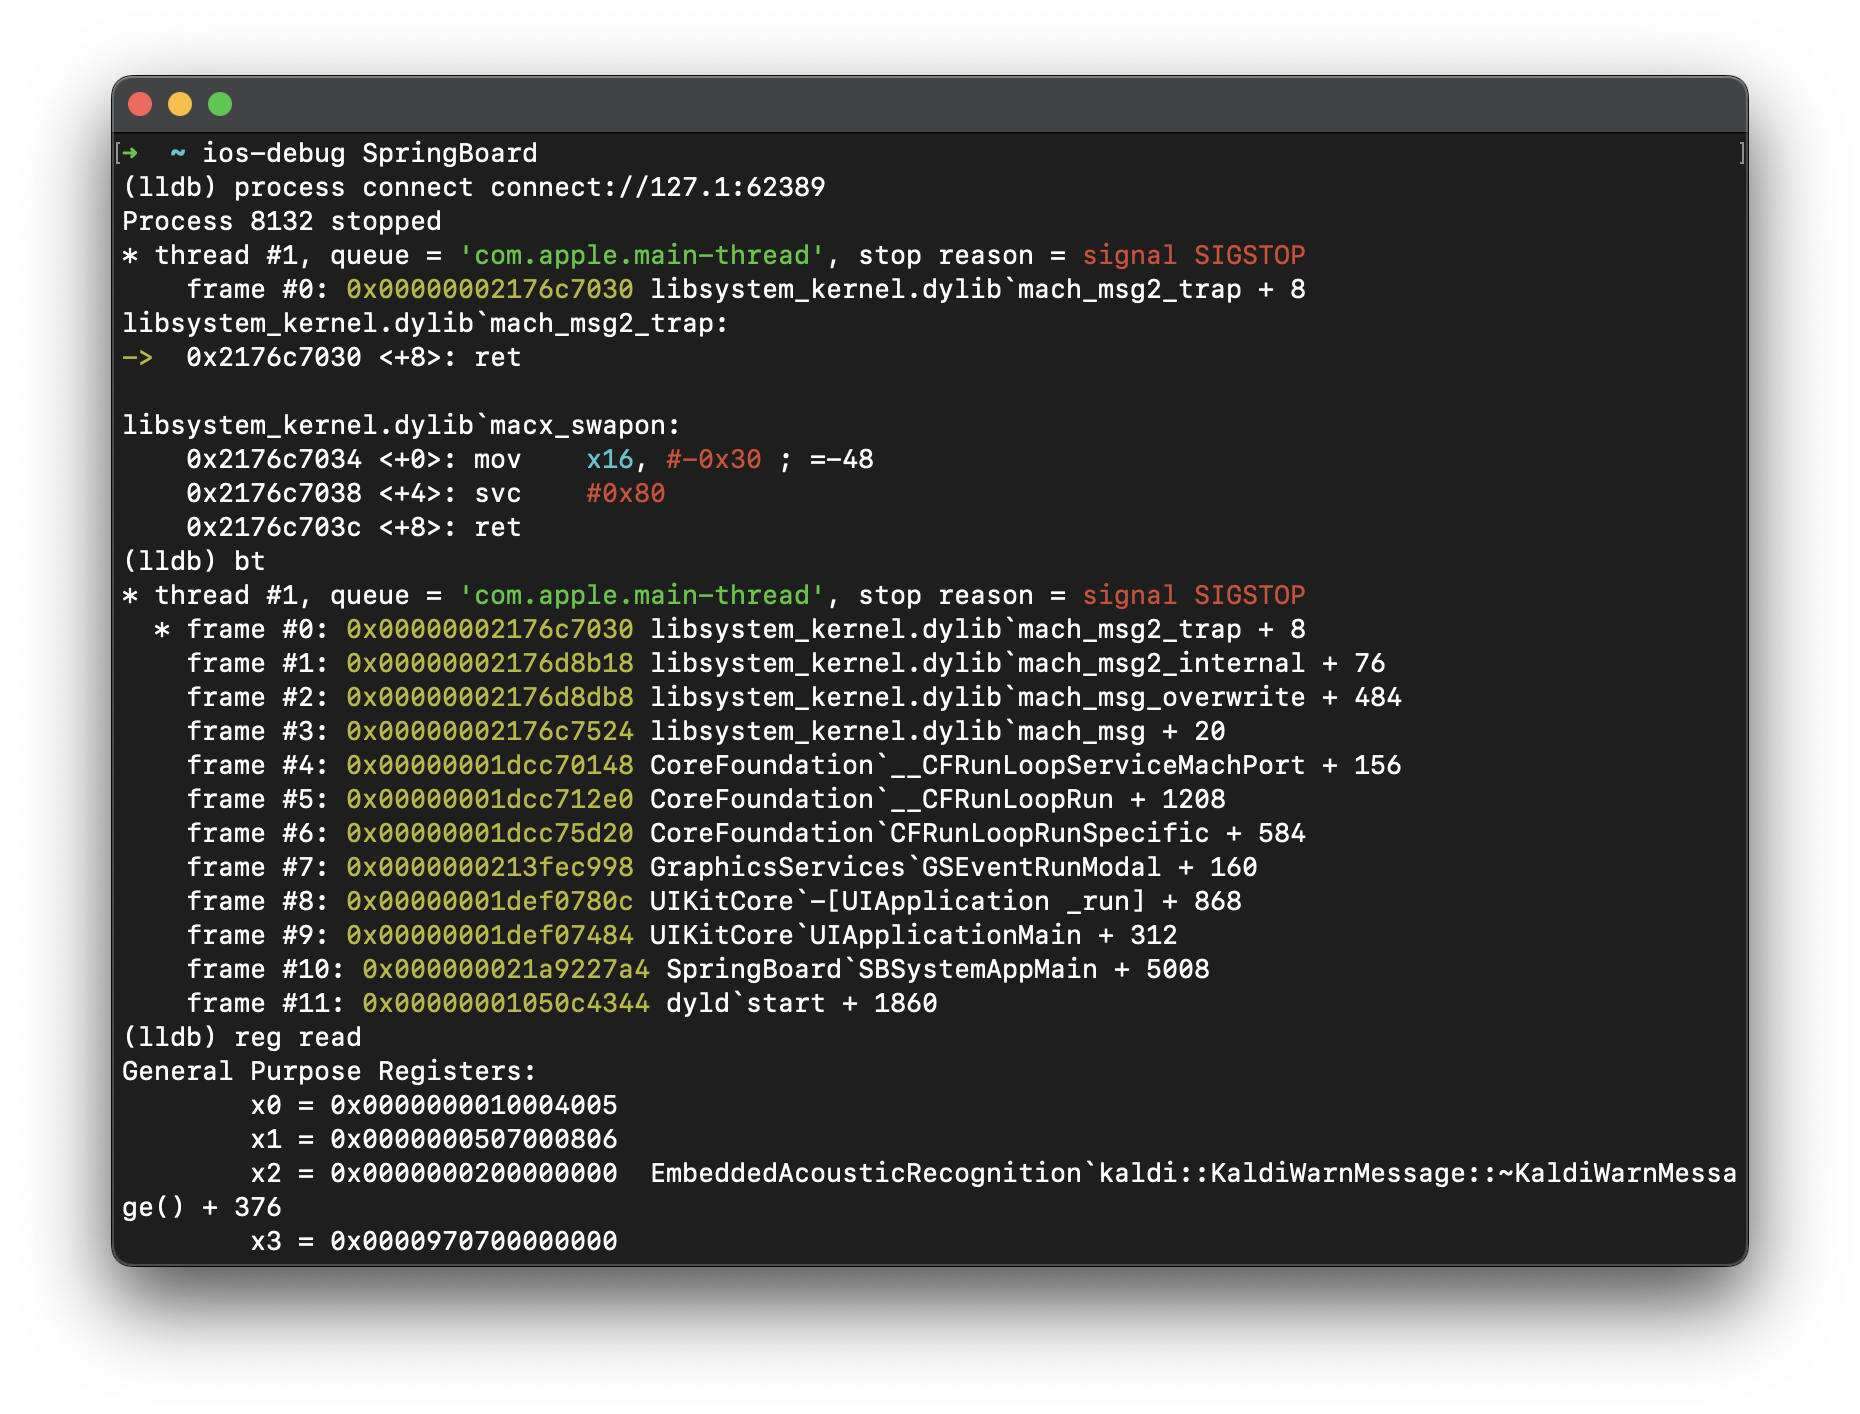 [➜  ~ ios-debug SpringBoard ]
(lldb) process connect connect://127.1:62389
Process 8132 stopped
* thread #1, queue = 'com.apple.main-thread', stop reason = signal SIGSTOP
    frame #0: 0x00000002176c7030 libsystem_kernel.dylib`mach_msg2_trap + 8
libsystem_kernel.dylib`mach_msg2_trap:
->  0x2176c7030 <+8>: ret
libsystem_kernel.dylib`macx_swapon:
    0x2176c7034 <+0>: mov    x16, #-0x30 ; =-48
    0x2176c7038 <+4>: svc    #0x80
    0x2176c703c <+8>: ret
(lldb) bt
* thread #1, queue = 'com.apple.main-thread', stop reason = signal SIGSTOP
  * frame #0: 0x00000002176c7030 libsystem_kernel.dylib`mach_msg2_trap + 8
    frame #1: 0x00000002176d8b18 libsystem_kernel.dylib`mach_msg2_internal + 76
    frame #2: 0x00000002176d8db8 libsystem_kernel.dylib`mach_msg_overwrite + 484
    frame #3: 0x00000002176c7524 libsystem_kernel.dylib`mach_msg + 20
    frame #4: 0x00000001dcc70148 CoreFoundation`__CFRunLoopServiceMachPort + 156
    frame #5: 0x00000001dcc712e0 CoreFoundation`__CFRunLoopRun + 1208
    frame #6: 0x00000001dcc75d20 CoreFoundation`CFRunLoopRunSpecific + 584
    frame #7: 0x0000000213fec998 GraphicsServices`GSEventRunModal + 160
    frame #8: 0x00000001def0780c UIKitCore`-[UIApplication _run] + 868
    frame #9: 0x00000001def07484 UIKitCore`UIApplicationMain + 312
    frame #10: 0x000000021a9227a4 SpringBoard`SBSystemAppMain + 5008
    frame #11: 0x00000001050c4344 dyld`start + 1860
(lldb) reg read
General Purpose Registers:
        x0 = 0x0000000010004005
        x1 = 0x0000000507000806
        x2 = 0x0000000200000000  EmbeddedAcousticRecognition`kaldi::KaldiWarnMessage::~KaldiWarnMessa
ge() + 376
        x3 = 0x0000970700000000